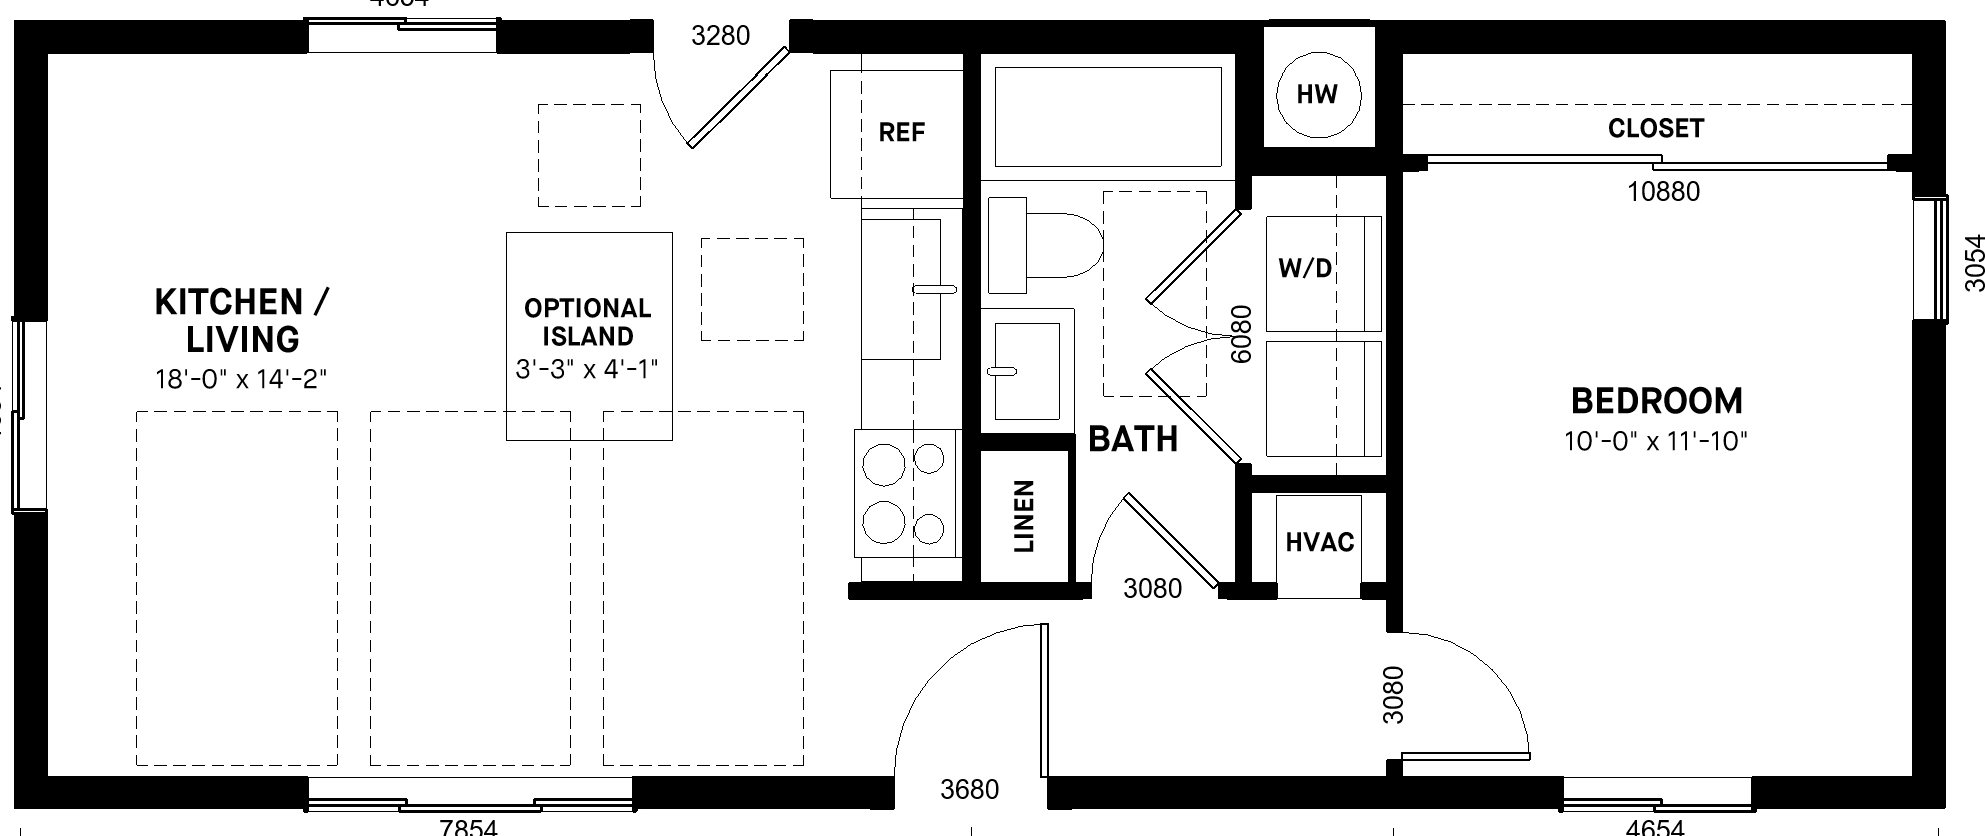 3280
HW
REF
CLOSET
10880
3054
W/D
KITCHEN /
LIVING
18'-0" x 14'-2"
OPTIONAL
ISLAND
3'-3" x 4'-1"
6080
BEDROOM
10'-0" x 11'-10"
BATH
LINEN
HVAC
3080
3080
3680
7854
4654